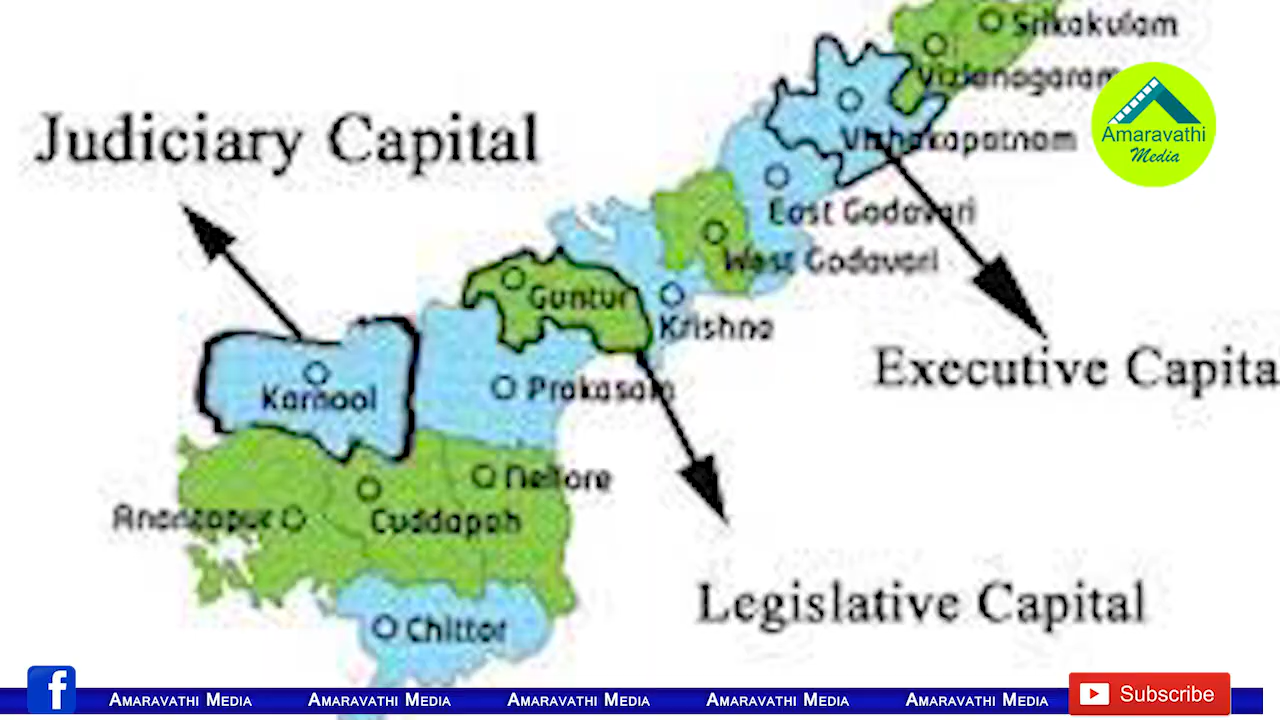 Srikakulam
Vizianagaram
Amaravathi
Media
Judiciary Capital
Vishakapatnam
East Godavari
West Godavari
Guntur
Krishna
Executive Capita
Kurnool
Prakasam
Nellore
Anantapur
Cuddapah
Legislative Capital
Chittor
f
Amaravathi Media Amaravathi Media Amaravathi Media Amaravathi Media Amaravathi Media
Subscribe